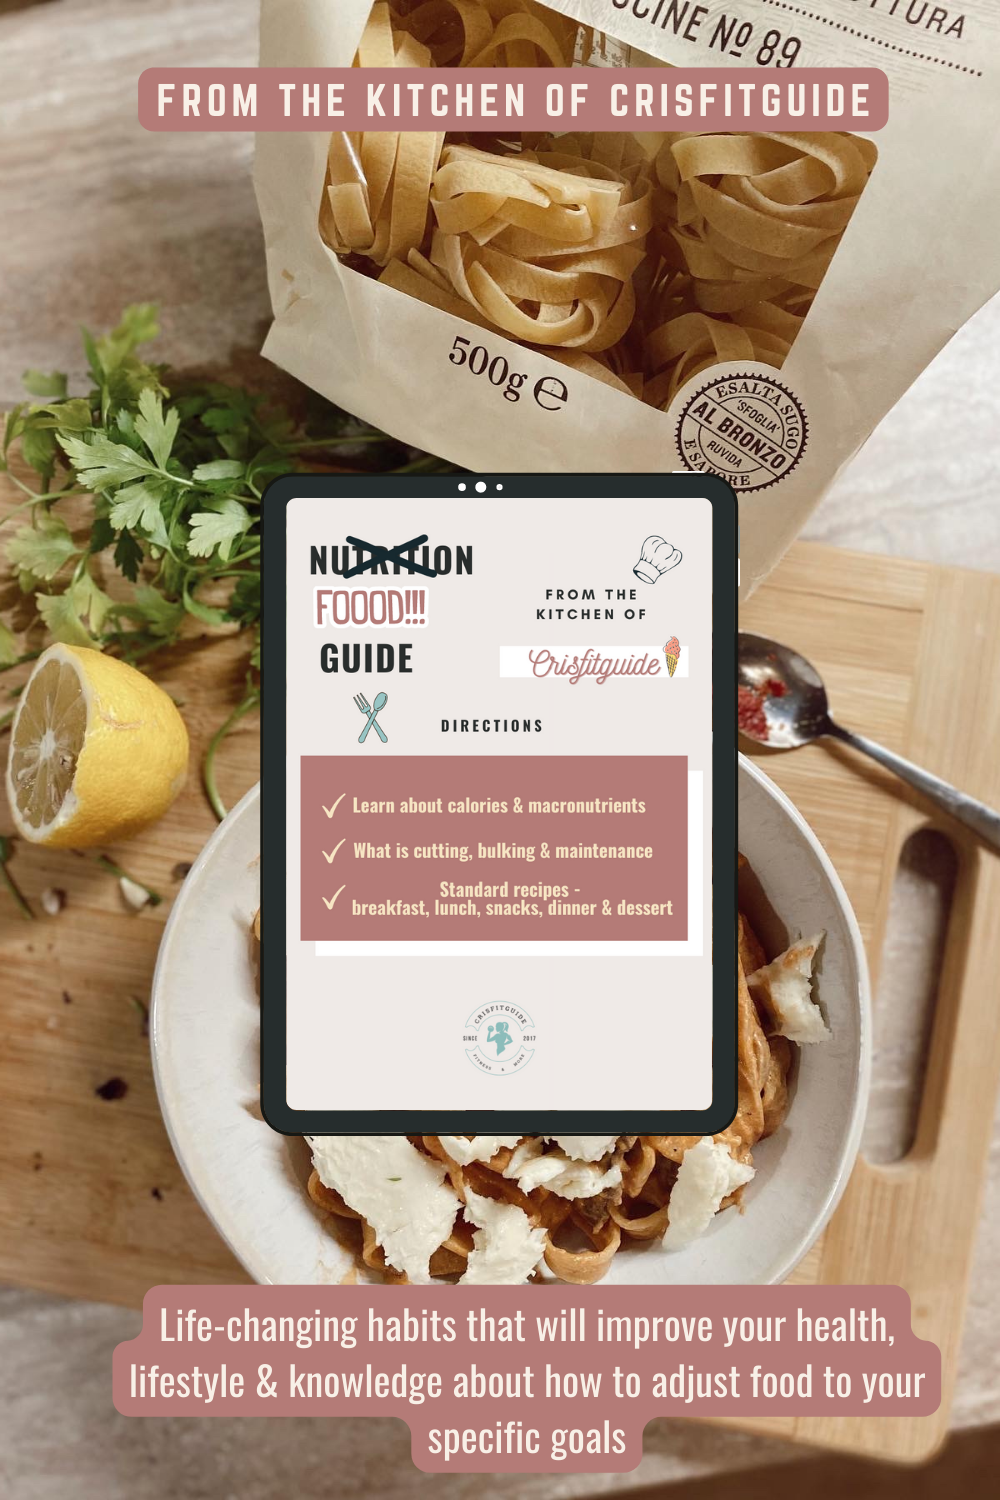 TTURA
CINE Nº 89
FROM THE KITCHEN OF CRISFITGUIDE
500g ℮
ESALTA SUGO
'SFOGLIA'
AL BRONZO
RUVIDA
E SAPORE
NUTRITION
FOOOD!!!
GUIDE
FROM THE
KITCHEN OF
Crisfitguide
DIRECTIONS
Learn about calories & macronutrients
What is cutting, bulking & maintenance
Standard recipes -
breakfast, lunch, snacks, dinner & dessert
CRISFITGUIDE
SINCE 2017
FITNESS & MORE
Life-changing habits that will improve your health,
lifestyle & knowledge about how to adjust food to your
specific goals